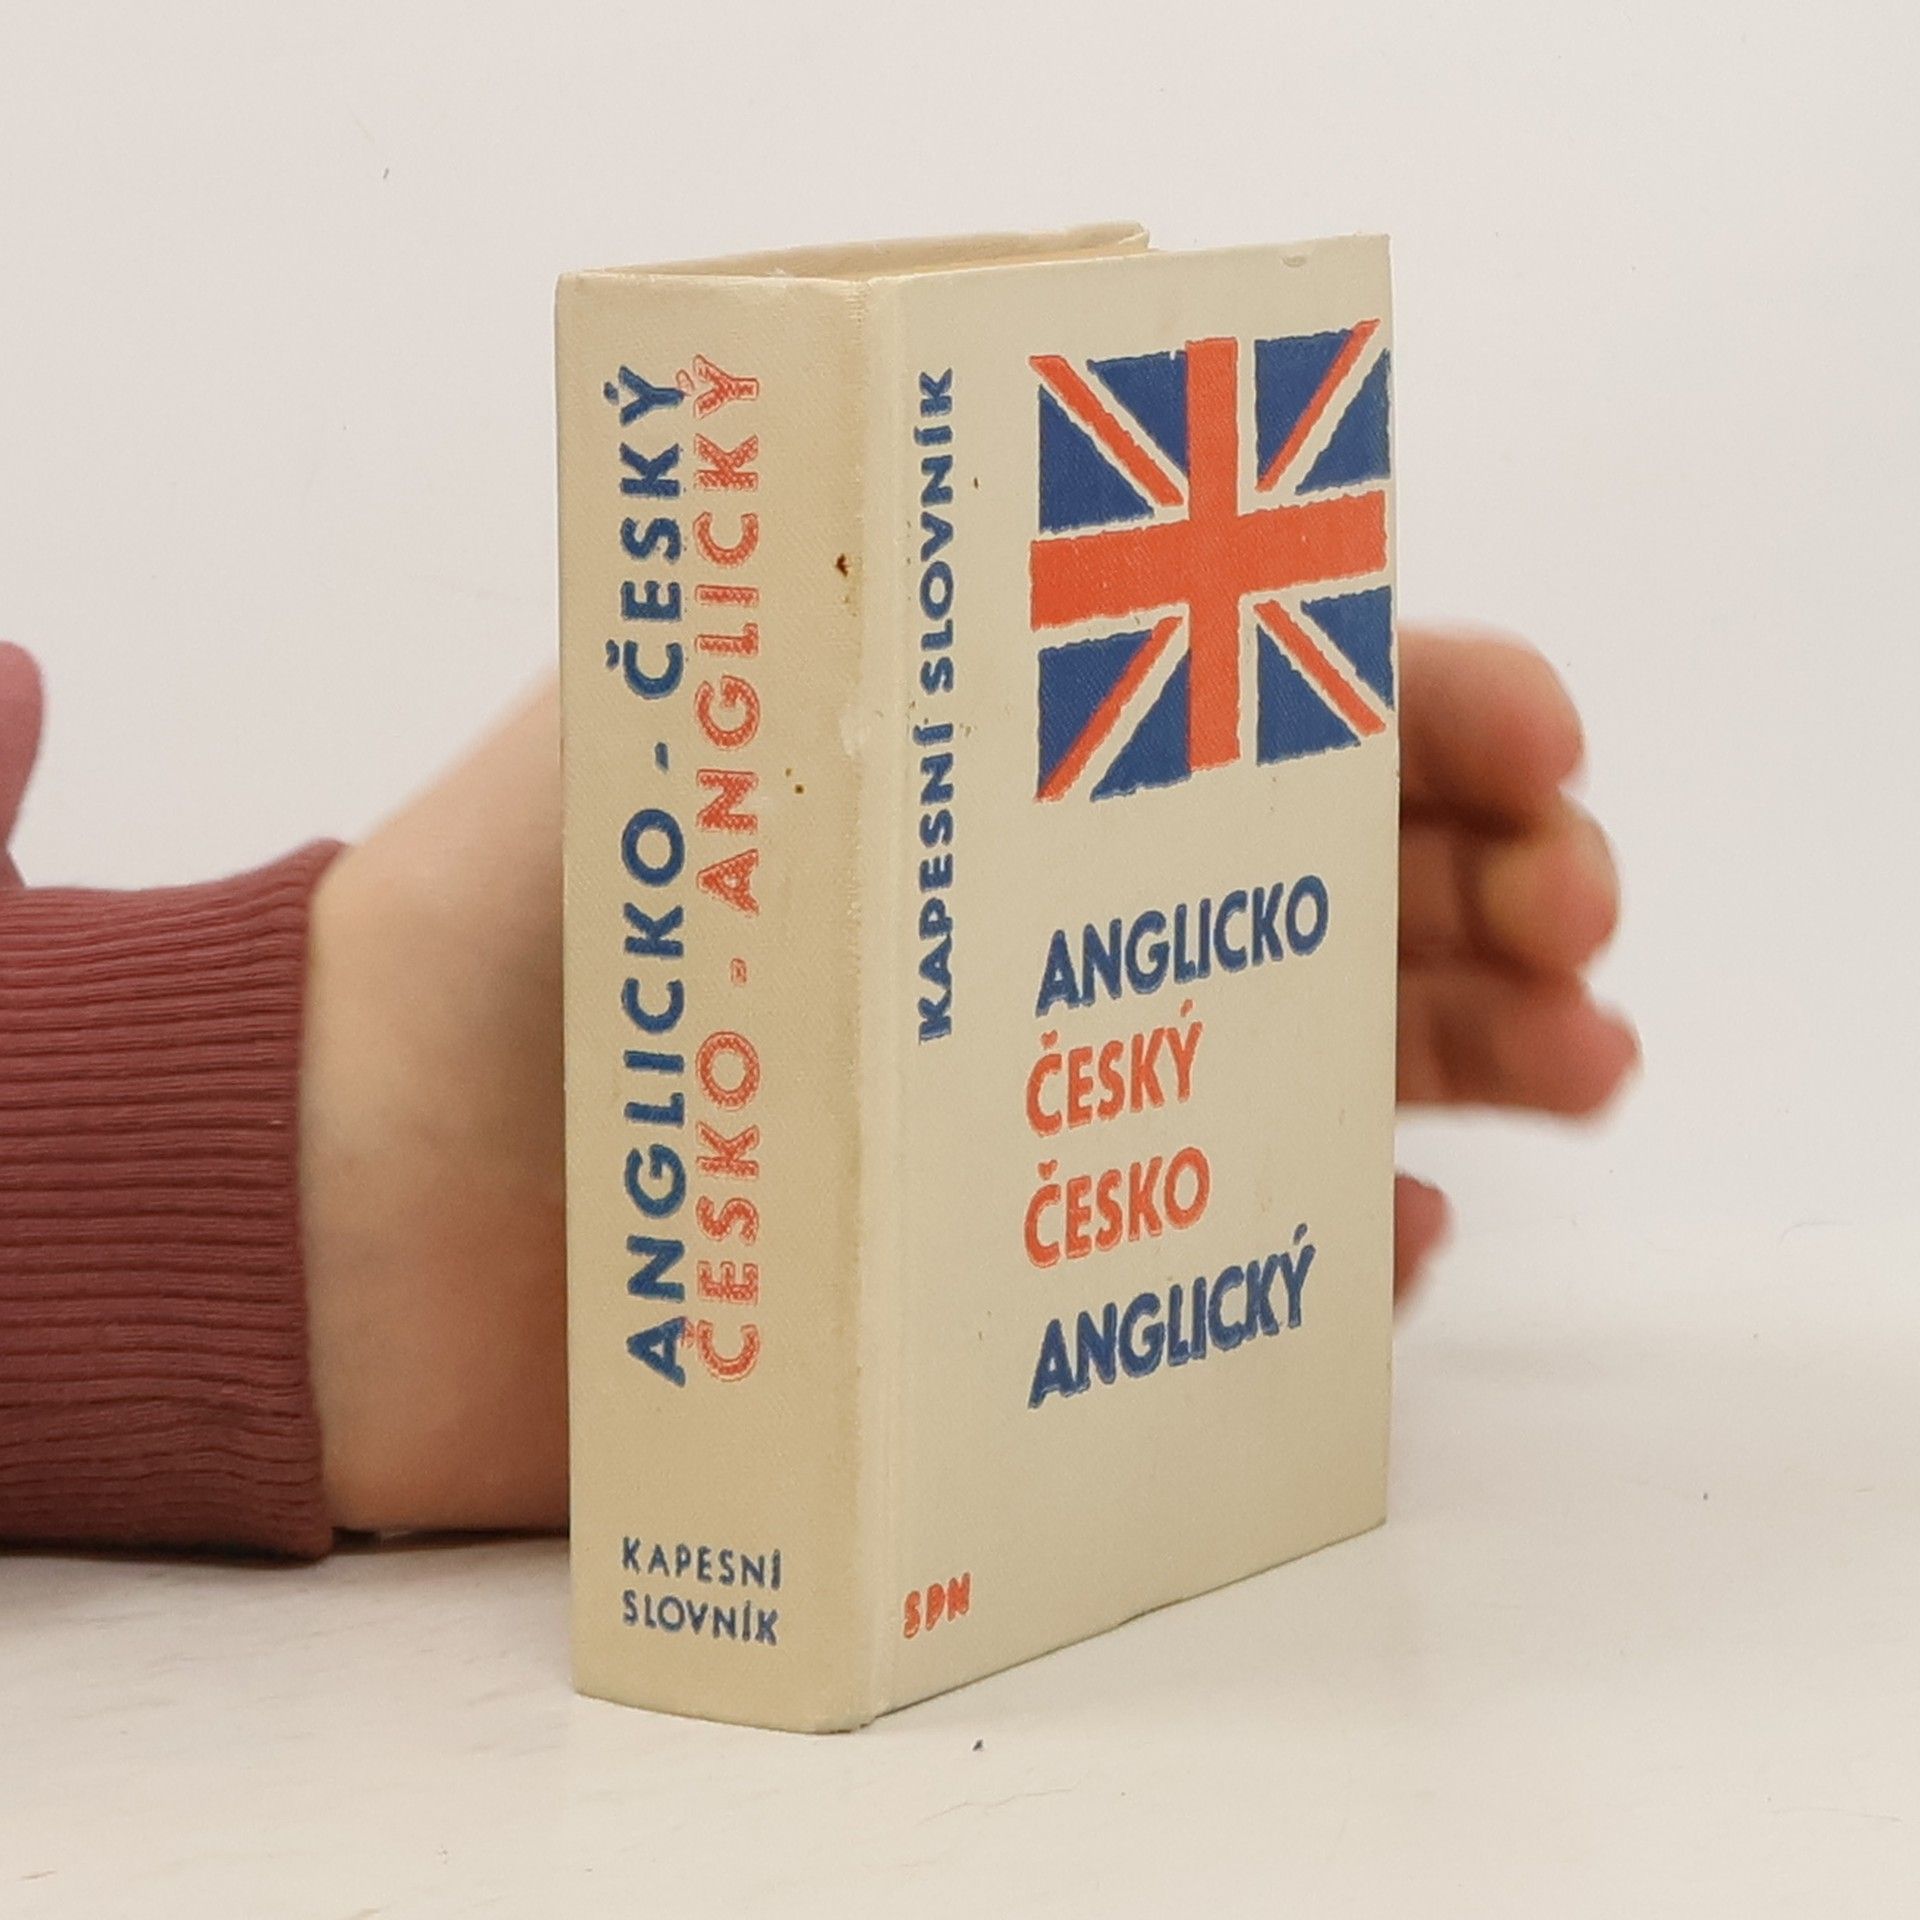 ANGLICKO - ČESKÝ
ČESKO - ANGLICKÝ
KAPESNÍ
SLOVNÍK
KAPESNÍ SLOVNÍK
ANGLICKO
ČESKÝ
ČESKO
ANGLICKÝ
SPN